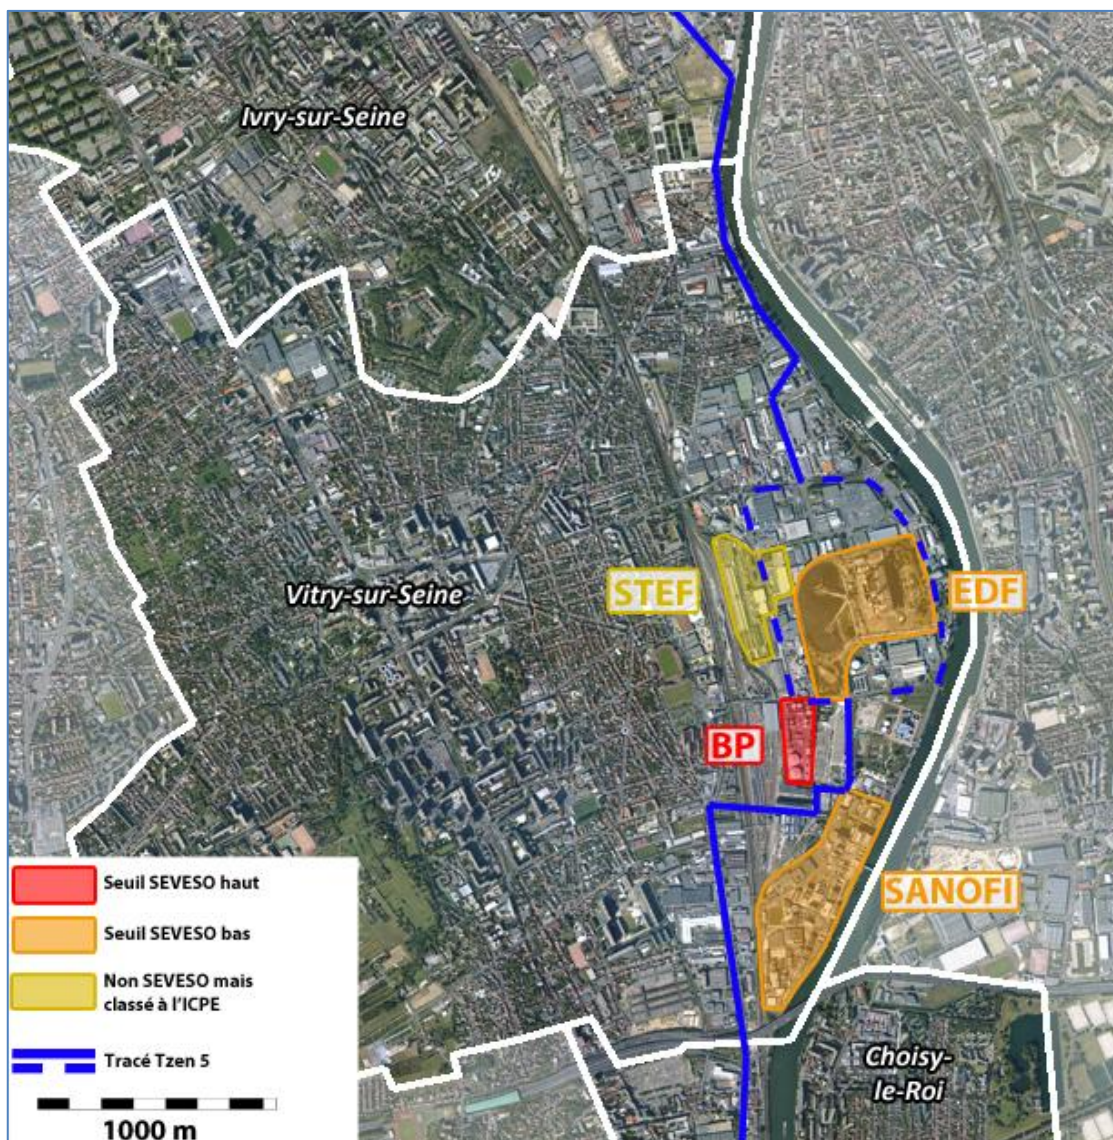 Ivry-sur-Seine
Vitry-sur-Seine
STEF
EDF
BP
SANOFI
Choisy-
le-Roi
Seuil SEVESO haut
Seuil SEVESO bas
Non SEVESO mais
classé à l'ICPE
Tracé Tzen 5
1000 m